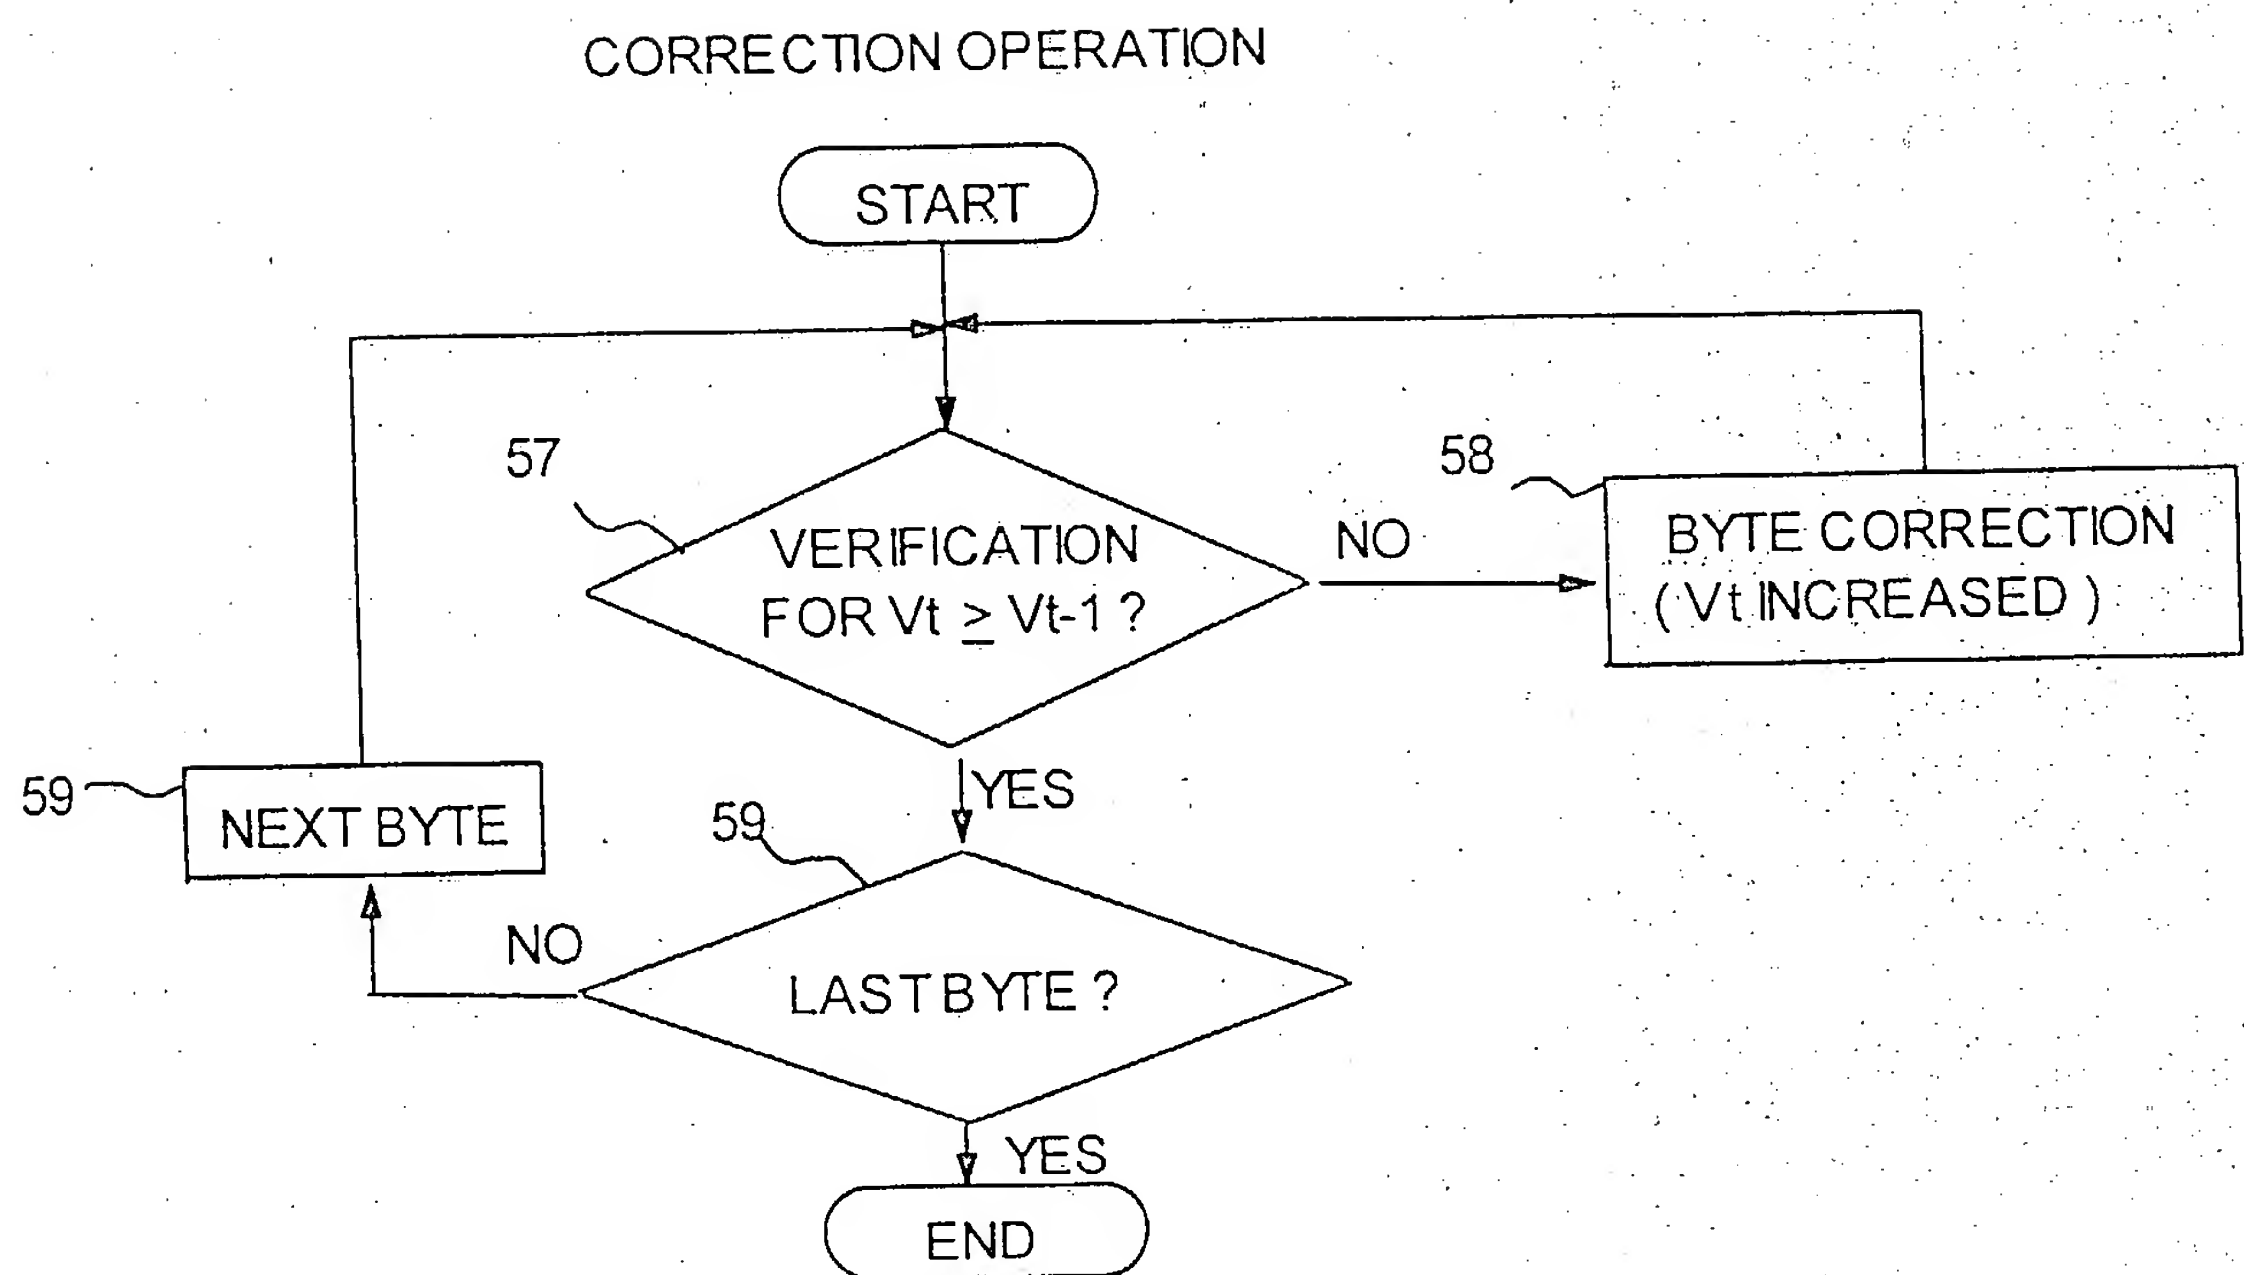 CORRECTION OPERATION
START
57
VERIFICATION
FOR Vt ≥ Vt-1 ?
NO
58
BYTE CORRECTION
( Vt INCREASED )
YES
59
NEXT BYTE
59
NO
LAST BYTE ?
YES
END